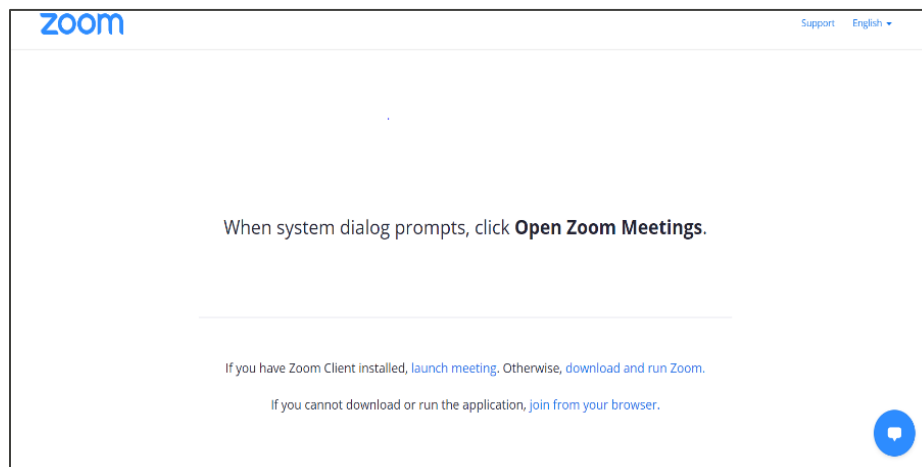 zoom
Support English
When system dialog prompts, click Open Zoom Meetings.
If you have Zoom Client installed, launch meeting. Otherwise, download and run Zoom.
If you cannot download or run the application, join from your browser.